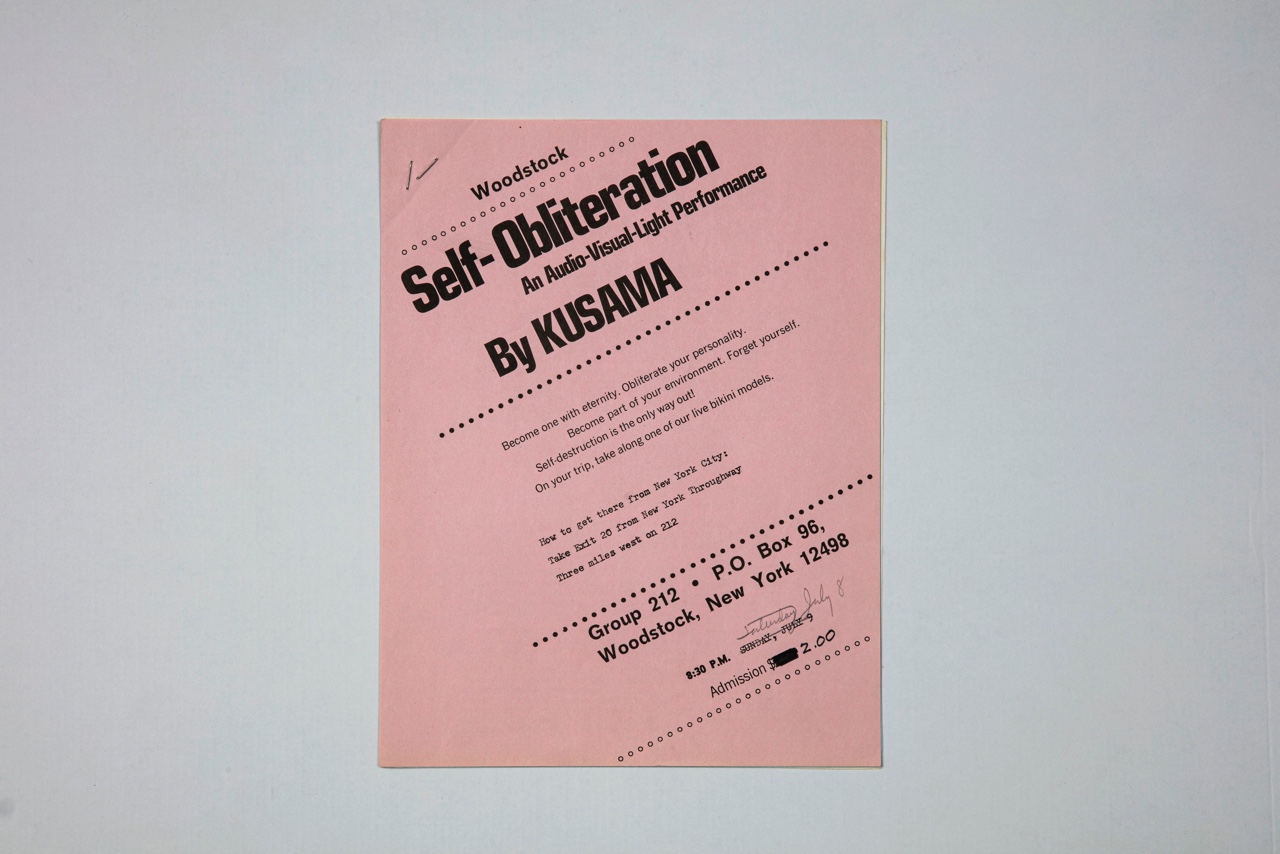 Woodstock
Self-Obliteration
An Audio-Visual-Light Performance
By KUSAMA
Become one with eternity. Obliterate your personality.
Become part of your environment. Forget yourself.
Self-destruction is the only way out!
On your trip, take along one of our live bikini models.
How to get there from New York City:
Take Exit 20 from New York Throughway
Three miles west on 212
Group 212 • P.O. Box 96,
Woodstock, New York 12498
Saturday July 8
8:30 P.M. SUNDAY, JULY 9
Admission $ 2.00